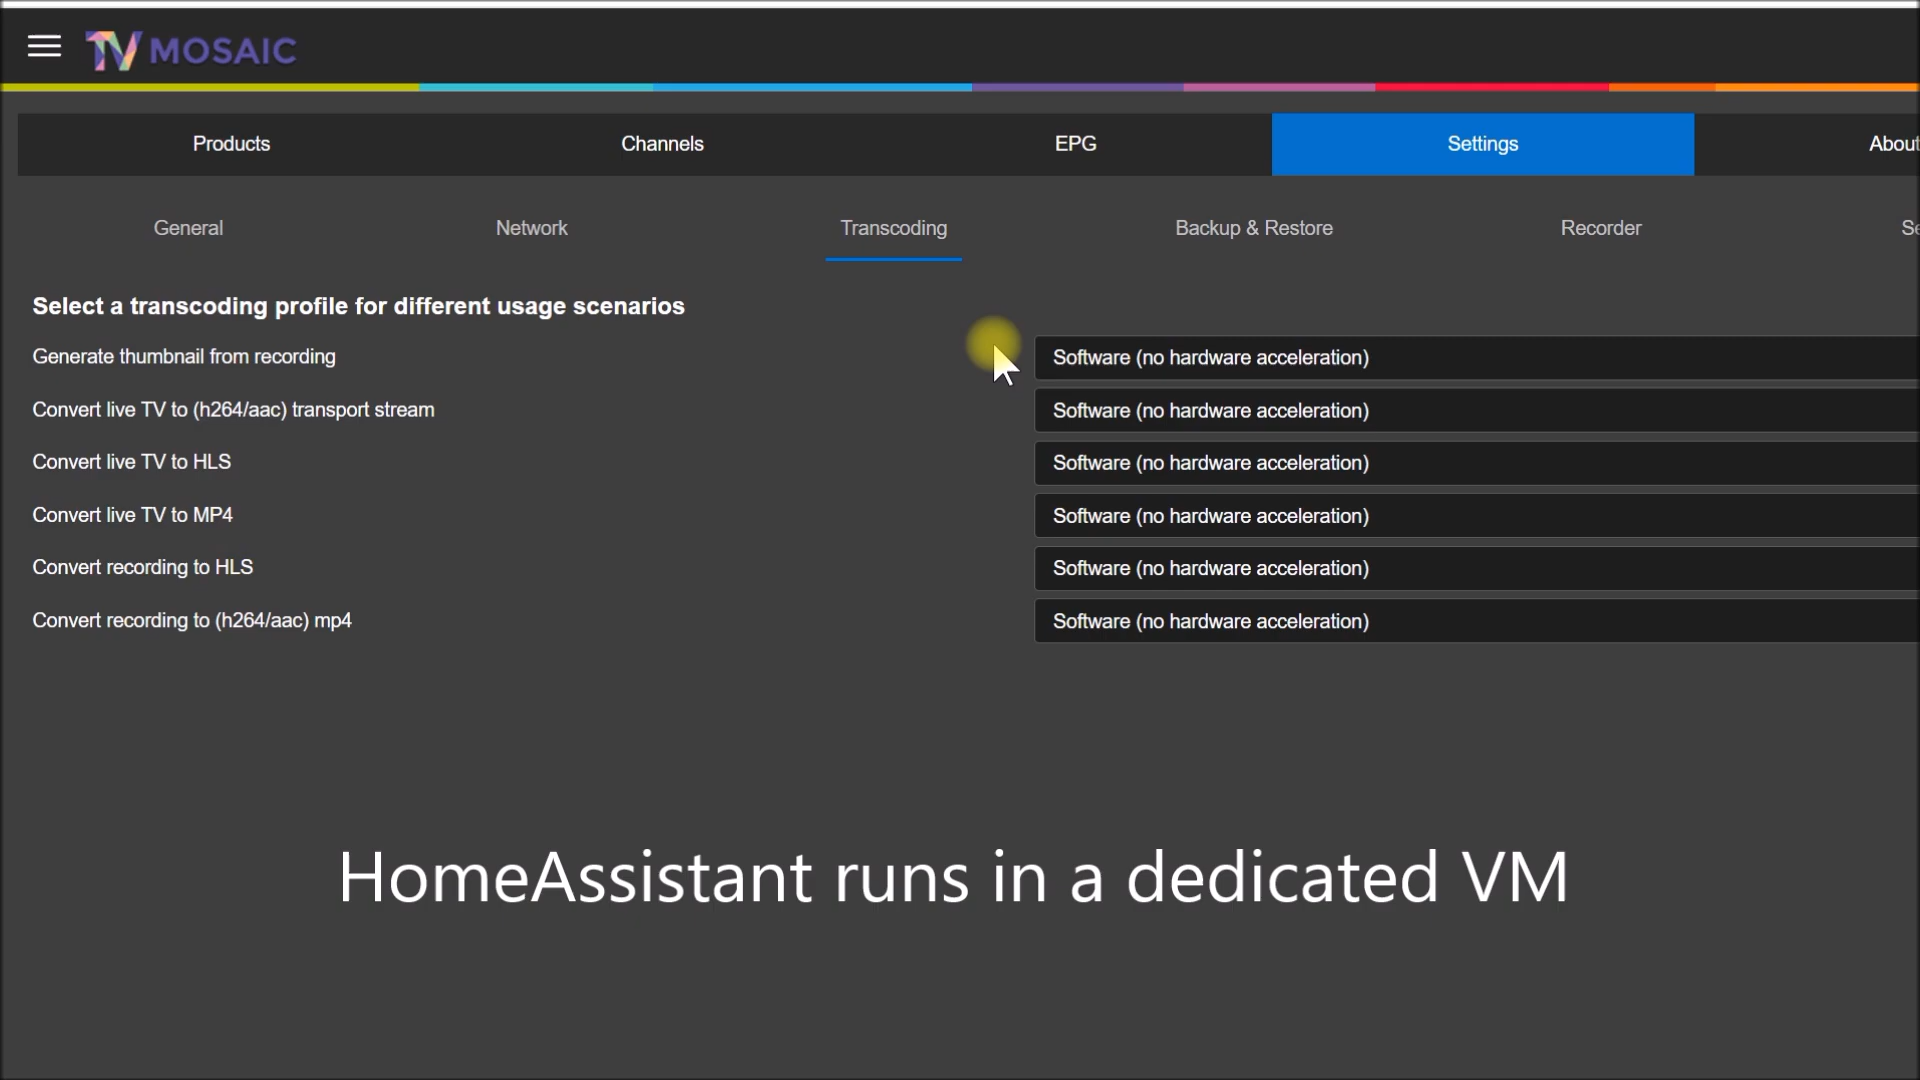 TV MOSAIC
Products Channels EPG Settings About
General Network Transcoding Backup & Restore Recorder Se
Select a transcoding profile for different usage scenarios
Generate thumbnail from recording Software (no hardware acceleration)
Convert live TV to (h264/aac) transport stream Software (no hardware acceleration)
Convert live TV to HLS Software (no hardware acceleration)
Convert live TV to MP4 Software (no hardware acceleration)
Convert recording to HLS Software (no hardware acceleration)
Convert recording to (h264/aac) mp4 Software (no hardware acceleration)
HomeAssistant runs in a dedicated VM